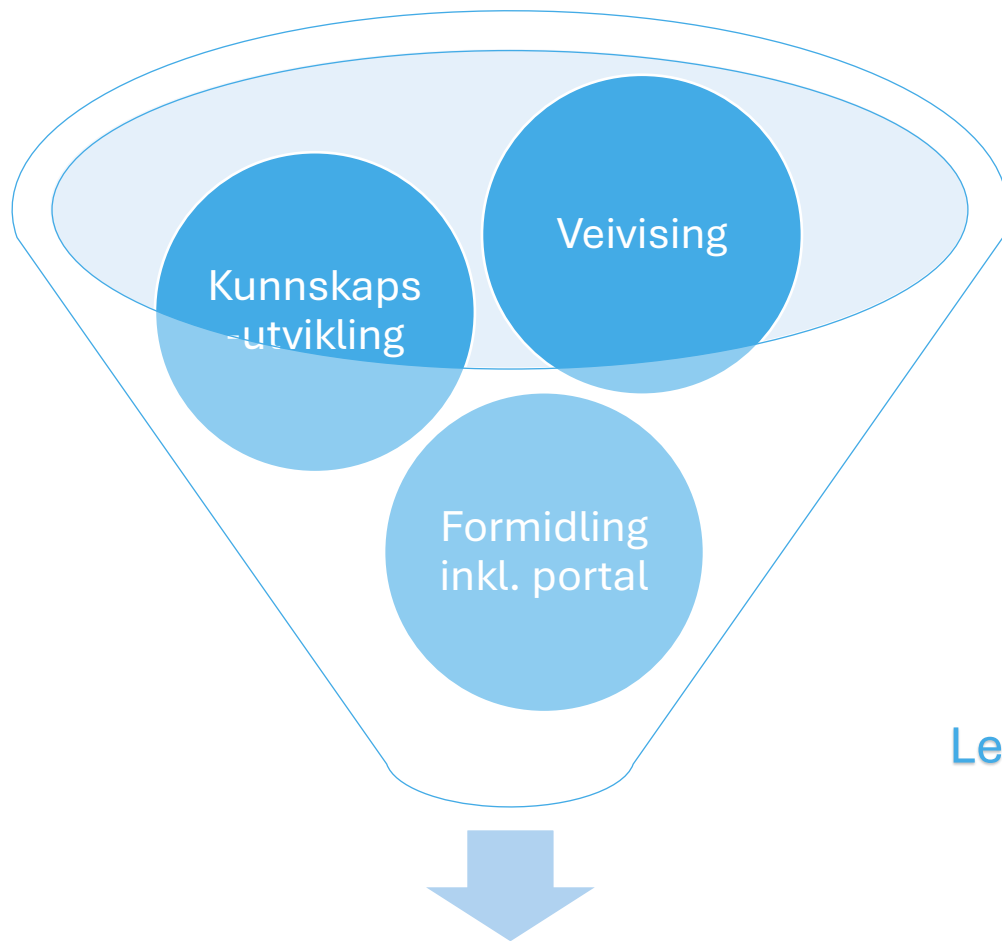 Veivising
Kunnskaps
-utvikling
Formidling
inkl. portal
Le